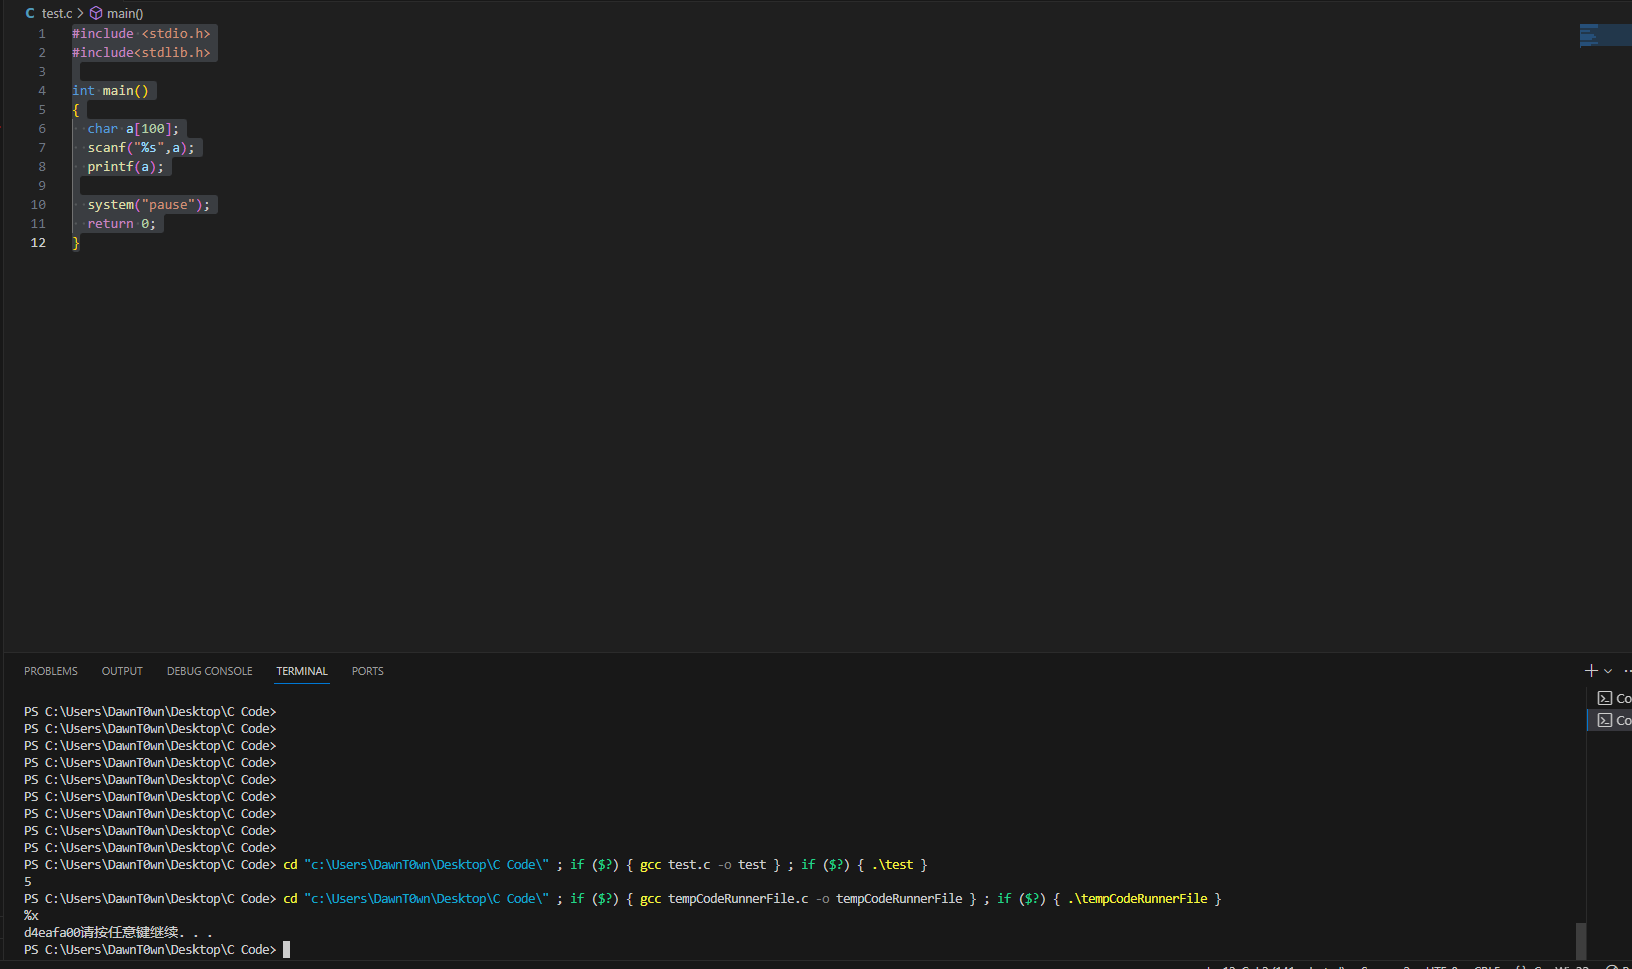 C test.c > main()
1 #include <stdio.h>
2 #include<stdlib.h>
3
4 int main()
5 {
6 char a[100];
7 scanf("%s",a);
8 printf(a);
9
10 system("pause");
11 return 0;
12 }
PROBLEMS OUTPUT DEBUG CONSOLE TERMINAL PORTS
Co
Co
PS C:\Users\DawnT0wn\Desktop\C Code>
PS C:\Users\DawnT0wn\Desktop\C Code>
PS C:\Users\DawnT0wn\Desktop\C Code>
PS C:\Users\DawnT0wn\Desktop\C Code>
PS C:\Users\DawnT0wn\Desktop\C Code>
PS C:\Users\DawnT0wn\Desktop\C Code>
PS C:\Users\DawnT0wn\Desktop\C Code>
PS C:\Users\DawnT0wn\Desktop\C Code>
PS C:\Users\DawnT0wn\Desktop\C Code>
PS C:\Users\DawnT0wn\Desktop\C Code> cd "c:\Users\DawnT0wn\Desktop\C Code\" ; if ($?) { gcc test.c -o test } ; if ($?) { .\test }
5
PS C:\Users\DawnT0wn\Desktop\C Code> cd "c:\Users\DawnT0wn\Desktop\C Code\" ; if ($?) { gcc tempCodeRunnerFile.c -o tempCodeRunnerFile } ; if ($?) { .\tempCodeRunnerFile }
%x
d4eafa00请按任意键继续. . .
PS C:\Users\DawnT0wn\Desktop\C Code>